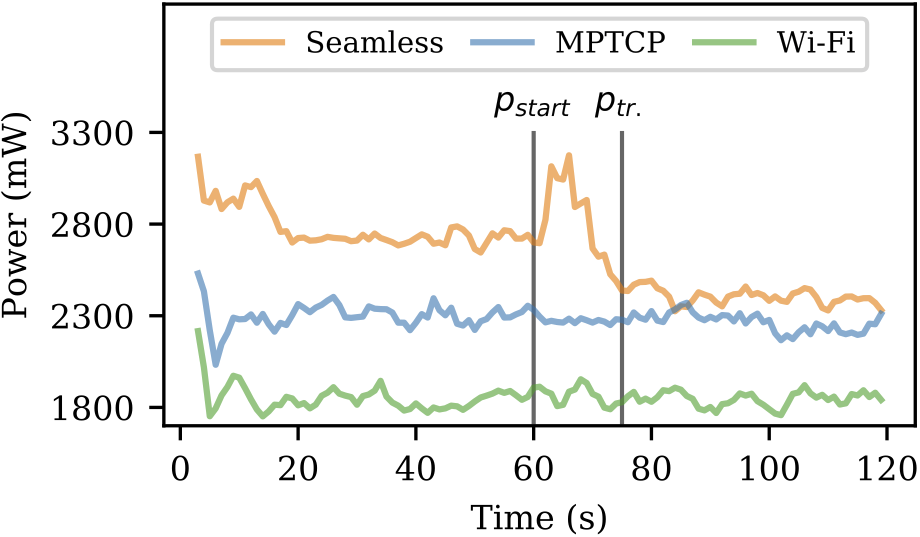 Seamless MPTCP Wi-Fi
p_start p_tr.
3300
2800
2300
1800
Power (mW)
0 20 40 60 80 100 120
Time (s)